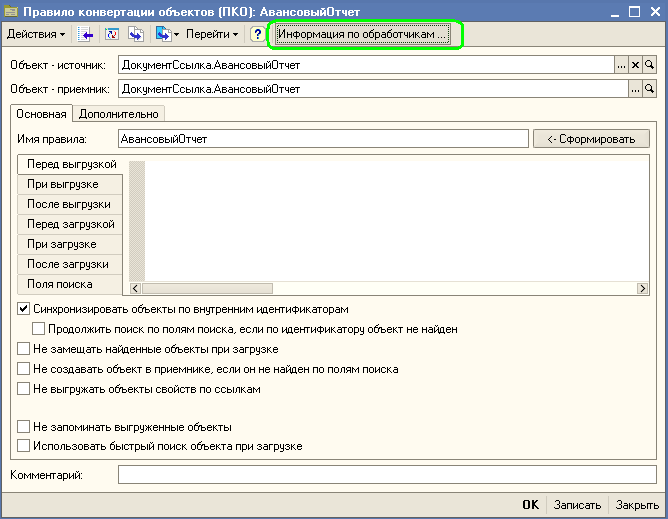 Правило конвертации объектов (ПКО): АвансовыйОтчет
Действия Перейти ? Информация по обработчикам ...
Объект - источник: ДокументСсылка.АвансовыйОтчет ... ×
Объект - приемник: ДокументСсылка.АвансовыйОтчет ...
Основная Дополнительно
Имя правила: АвансовыйОтчет <- Сформировать
Перед выгрузкой
При выгрузке
После выгрузки
Перед загрузкой
При загрузке
После загрузки
Поля поиска
Синхронизировать объекты по внутренним идентификаторам
Продолжить поиск по полям поиска, если по идентификатору объект не найден
Не замещать найденные объекты при загрузке
Не создавать объект в приемнике, если он не найден по полям поиска
Не выгружать объекты свойств по ссылкам
Не запоминать выгруженные объекты
Использовать быстрый поиск объекта при загрузке
Комментарий:
OK Записать Закрыть